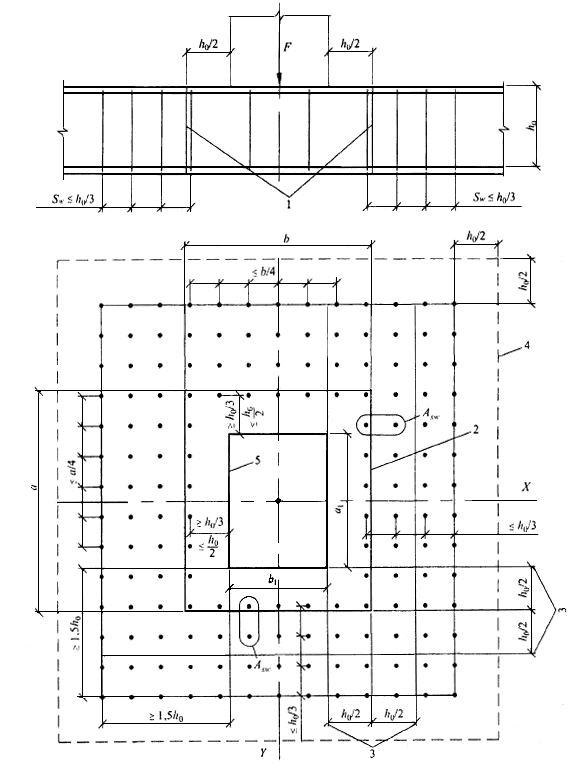 h₀/2
F
h₀/2
h₀
Sw ≤ h₀/3
1
Sw ≤ h₀/3
b
h₀/2
≤ b/4
h₀/2
4
≥ h₀/3
≤ h₀/2
Asw
2
5
a
≤ a/4
a₁
X
≥ h₀/3
≤ h₀/2
≤ h₀/3
b₁
h₀/2
3
h₀/2
≥ 1,5h₀
Asw
≥ 1,5h₀
≤ h₀/3
h₀/2
h₀/2
Y
3